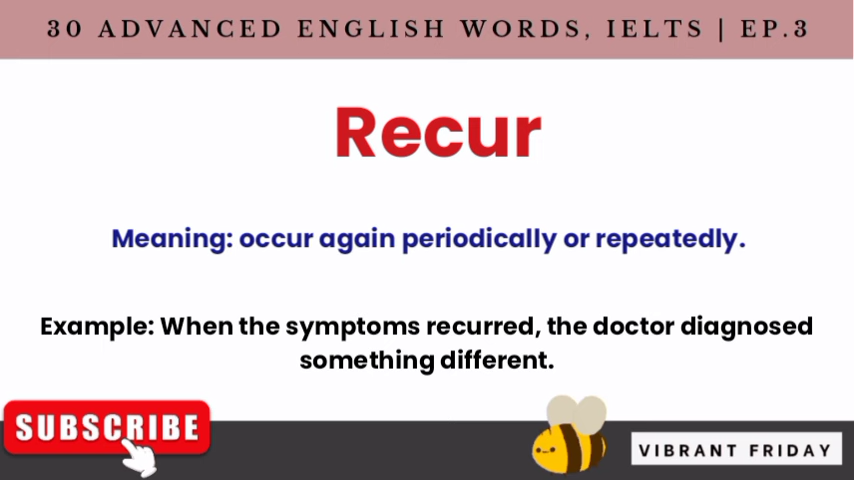 30 ADVANCED ENGLISH WORDS, IELTS | EP.3
Recur
Meaning: occur again periodically or repeatedly.
Example: When the symptoms recurred, the doctor diagnosed
something different.
SUBSCRIBE
VIBRANT FRIDAY